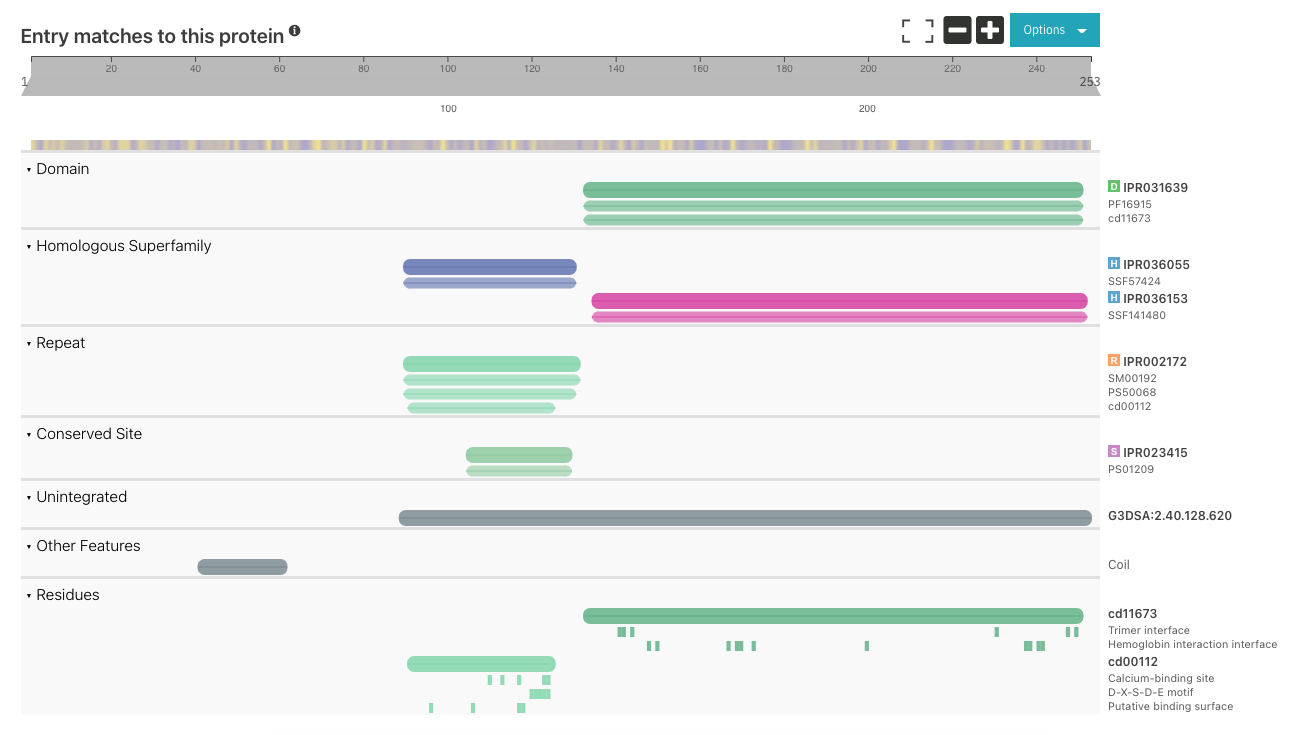 Entry matches to this protein
Options
20 40 60 80 100 120 140 160 180 200 220 240
1 253
100 200
▾ Domain
D IPR031639
PF16915
cd11673
▾ Homologous Superfamily
H IPR036055
SSF57424
H IPR036153
SSF141480
▾ Repeat
R IPR002172
SM00192
PS50068
cd00112
▾ Conserved Site
S IPR023415
PS01209
▾ Unintegrated
G3DSA:2.40.128.620
▾ Other Features
Coil
▾ Residues
cd11673
Trimer interface
Hemoglobin interaction interface
cd00112
Calcium-binding site
D-X-S-D-E motif
Putative binding surface